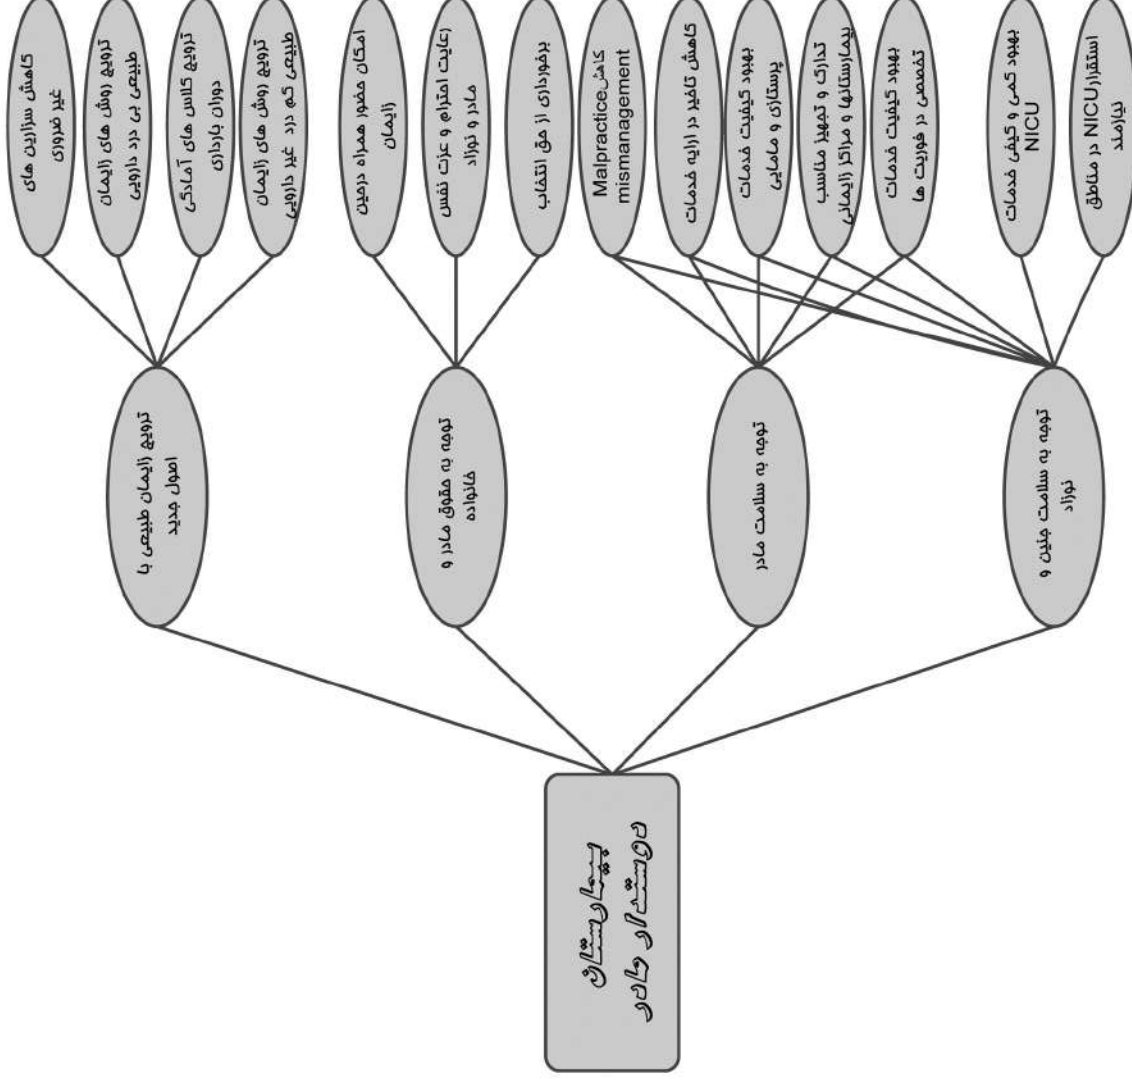 کاهش سزارین های
غیر ضروری
ترویج روش های زایمان
طبیعی بی درد دارویی
ترویج کلاس های آمادگی
دوران بارداری
ترویج روش های زایمان
طبیعی کم درد غیر دارویی
امکان حضور همراه درحین
زایمان
رعایت احترام و عزت نفس
مادر و نوزاد
برخورداری از حق انتخاب
کاهش Malpractice
mismanagement
کاهش تاخیر در ارایه خدمات
بهبود کیفیت خدمات
پرستاری و مامایی
تدارک و تجهیز مناسب
بیمارستانها و مراکز زایمانی
بهبود کیفیت خدمات
تخصصی در فوریت ها
بهبود کمی و کیفی خدمات
NICU
استقرار NICU در مناطق
نیازمند
ترویج زایمان طبیعی با
اصول جدید
توجه به حقوق مادر و
خانواده
توجه به سلامت مادر
توجه به سلامت جنین و
نوزاد
بیمارستان
دوستدار مادر